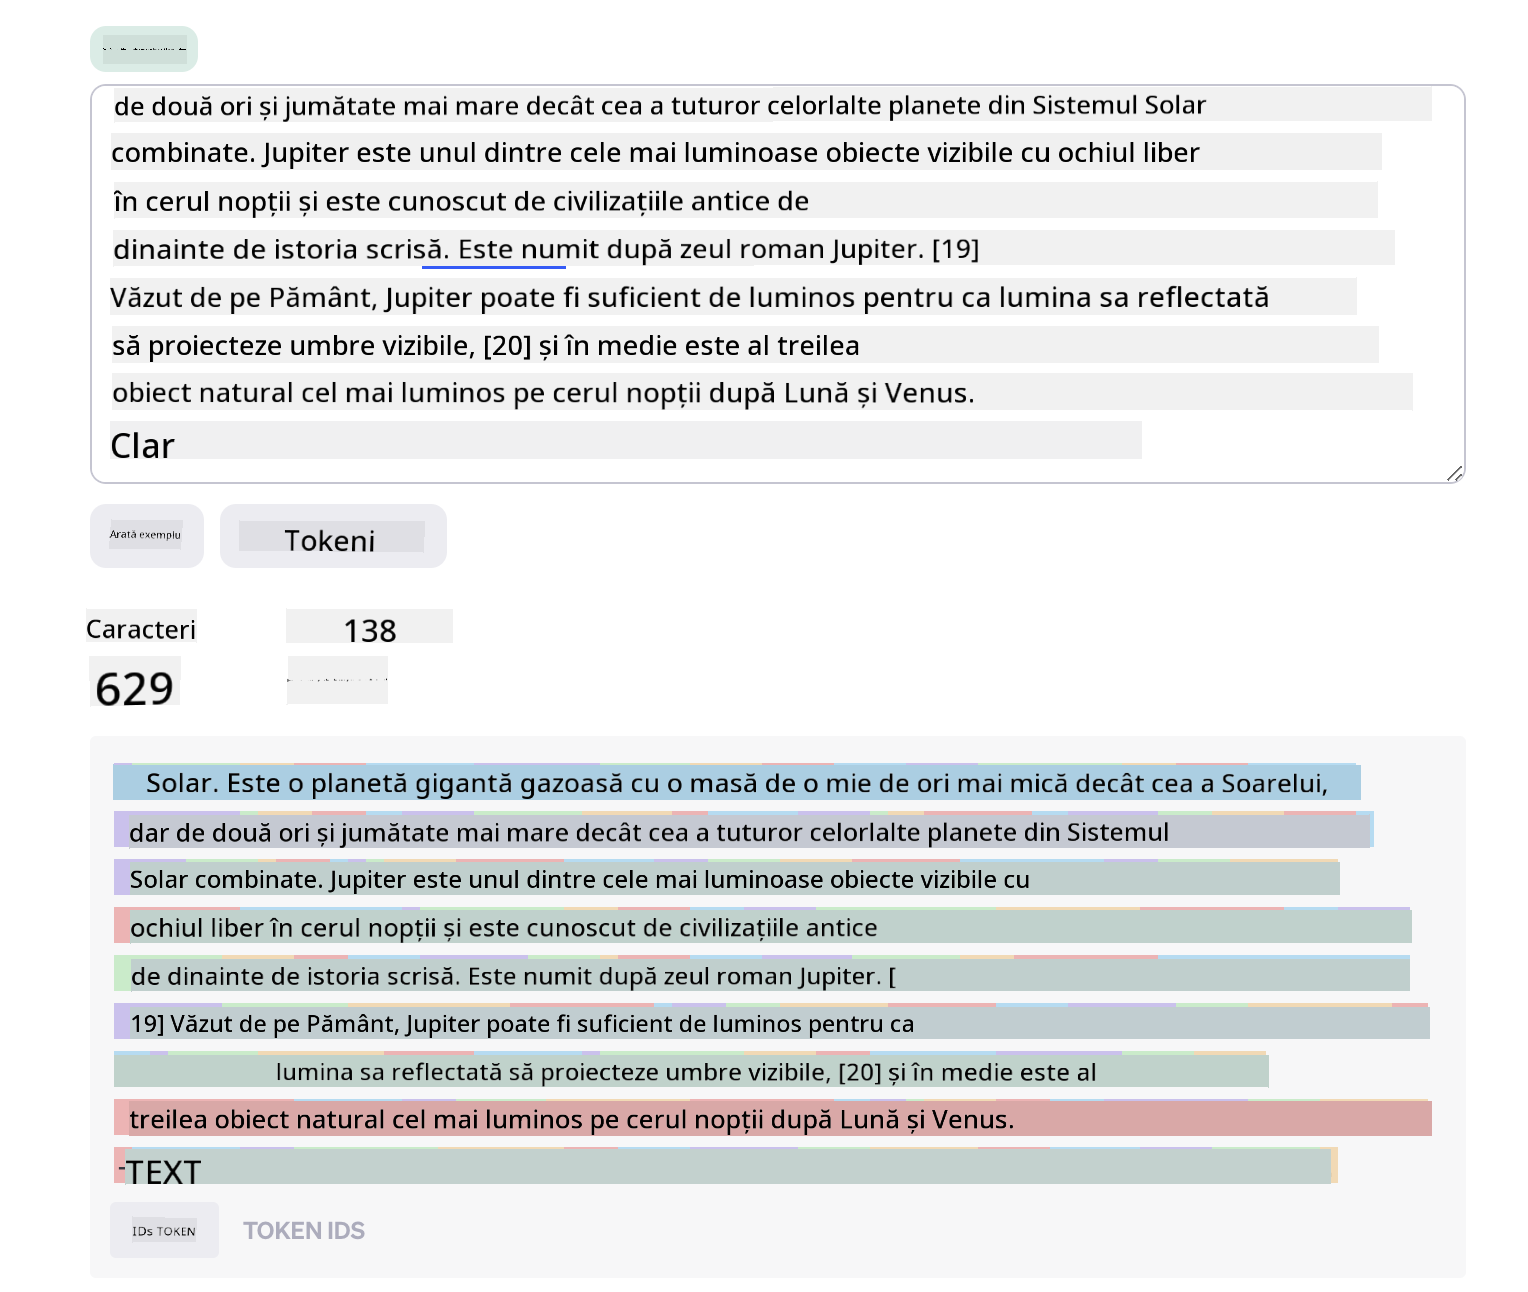 de două ori și jumătate mai mare decât cea a tuturor celorlalte planete din Sistemul Solar
combinate. Jupiter este unul dintre cele mai luminoase obiecte vizibile cu ochiul liber
în cerul nopții și este cunoscut de civilizațiile antice de
dinainte de istoria scrisă. Este numit după zeul roman Jupiter. [19]
Văzut de pe Pământ, Jupiter poate fi suficient de luminos pentru ca lumina sa reflectată
să proiecteze umbre vizibile, [20] și în medie este al treilea
obiect natural cel mai luminos pe cerul nopții după Lună și Venus.
Clar
Arată exemplu Tokeni
Caracteri 138
629
Solar. Este o planetă gigantă gazoasă cu o masă de o mie de ori mai mică decât cea a Soarelui,
dar de două ori și jumătate mai mare decât cea a tuturor celorlalte planete din Sistemul
Solar combinate. Jupiter este unul dintre cele mai luminoase obiecte vizibile cu
ochiul liber în cerul nopții și este cunoscut de civilizațiile antice
de dinainte de istoria scrisă. Este numit după zeul roman Jupiter. [
19] Văzut de pe Pământ, Jupiter poate fi suficient de luminos pentru ca
lumina sa reflectată să proiecteze umbre vizibile, [20] și în medie este al
treilea obiect natural cel mai luminos pe cerul nopții după Lună și Venus.
-TEXT
IDs TOKEN TOKEN IDS